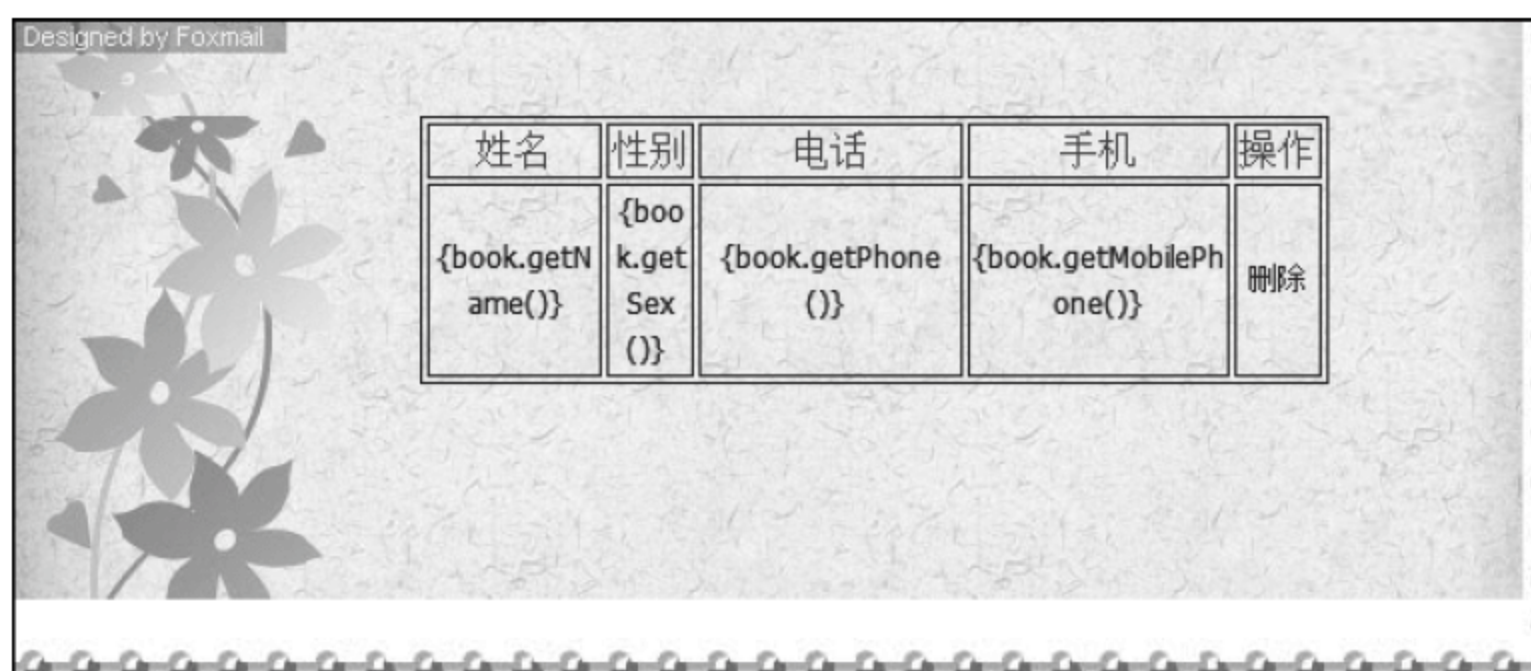 Designed by Foxmail
姓名 性别 电话 手机 操作
{book.getN
ame()}
{boo
k.get
Sex
()}
{book.getPhone
()}
{book.getMobilePh
one()}
删除